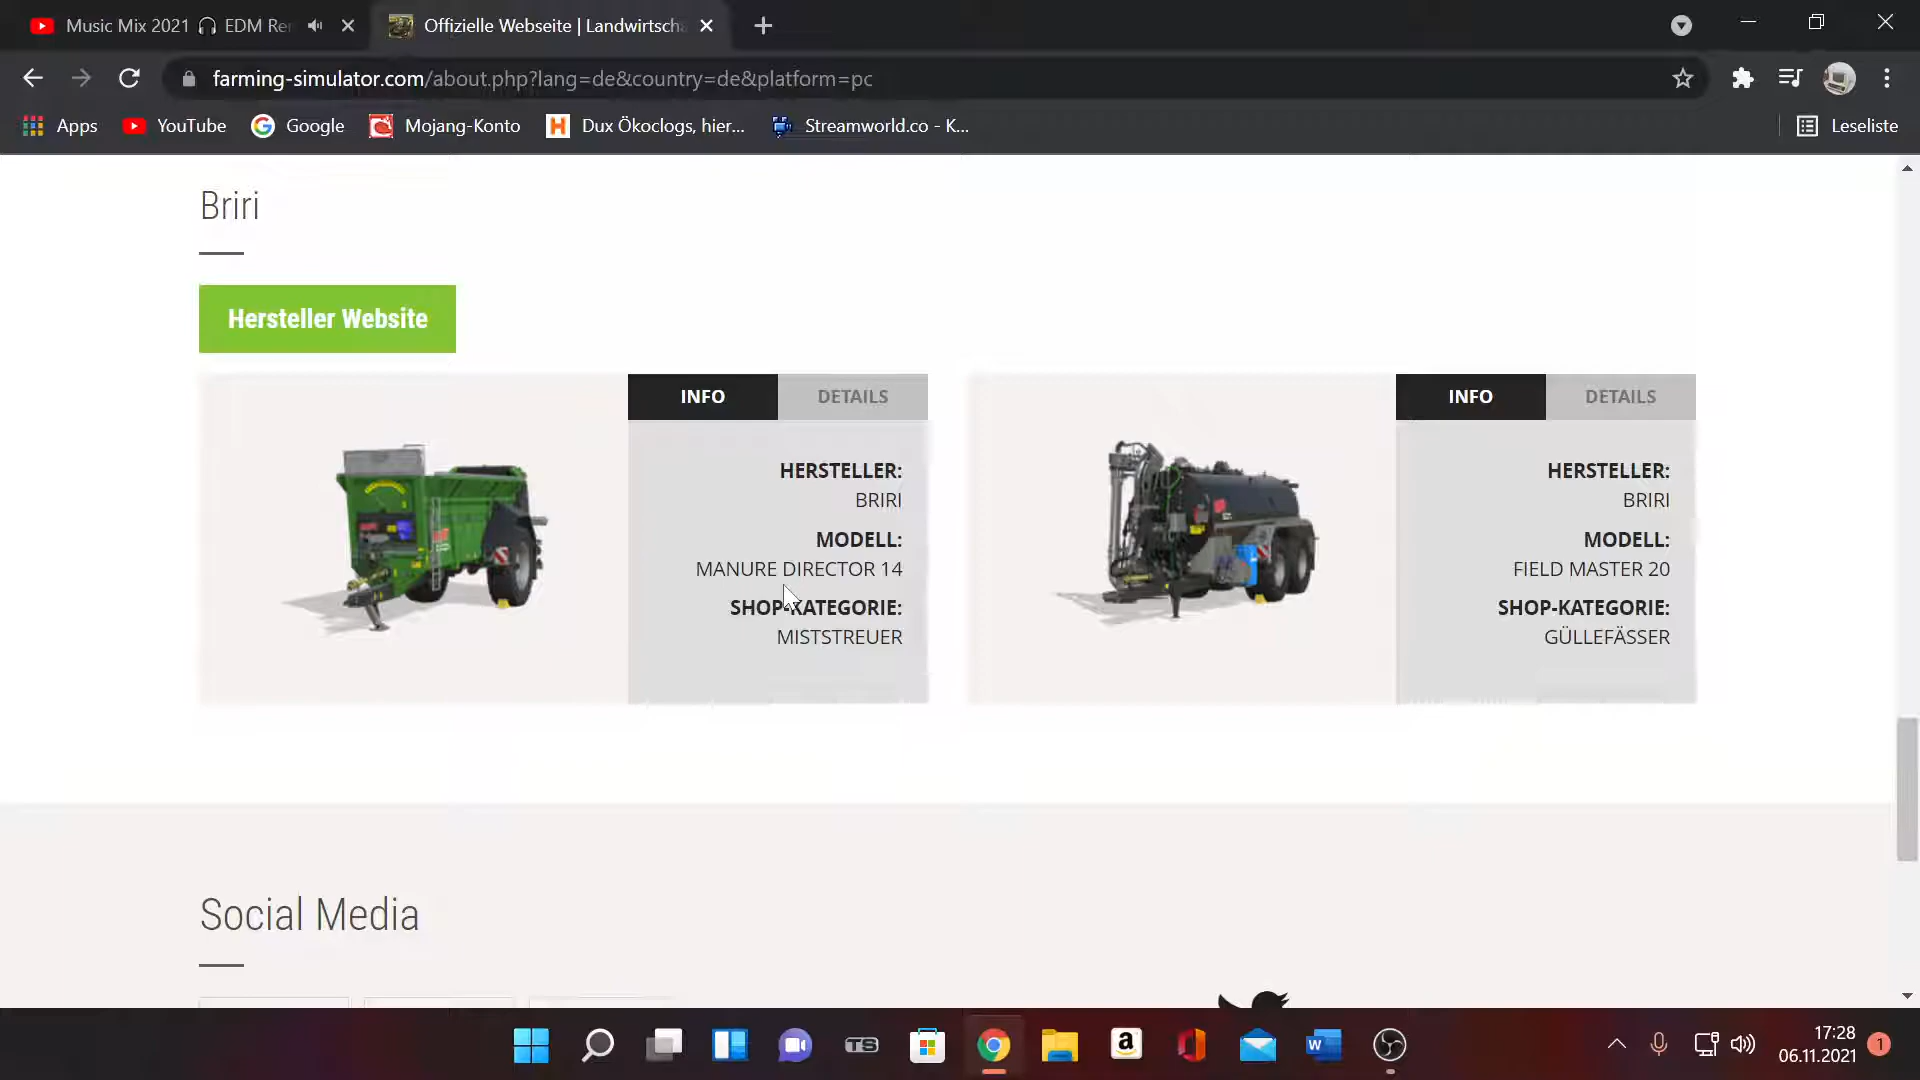 Music Mix 2021 🎧 EDM Re
Offizielle Webseite | Landwirtscha
farming-simulator.com/about.php?lang=de&country=de&platform=pc
Apps
YouTube
Google
Mojang-Konto
Dux Ökoclogs, hier...
Streamworld.co - K...
Leseliste
Briri
Hersteller Website
INFO
DETAILS
HERSTELLER:
BRIRI
MODELL:
MANURE DIRECTOR 14
SHOP-KATEGORIE:
MISTSTREUER
INFO
DETAILS
HERSTELLER:
BRIRI
MODELL:
FIELD MASTER 20
SHOP-KATEGORIE:
GÜLLEFÄSSER
Social Media
17:28
06.11.2021
1